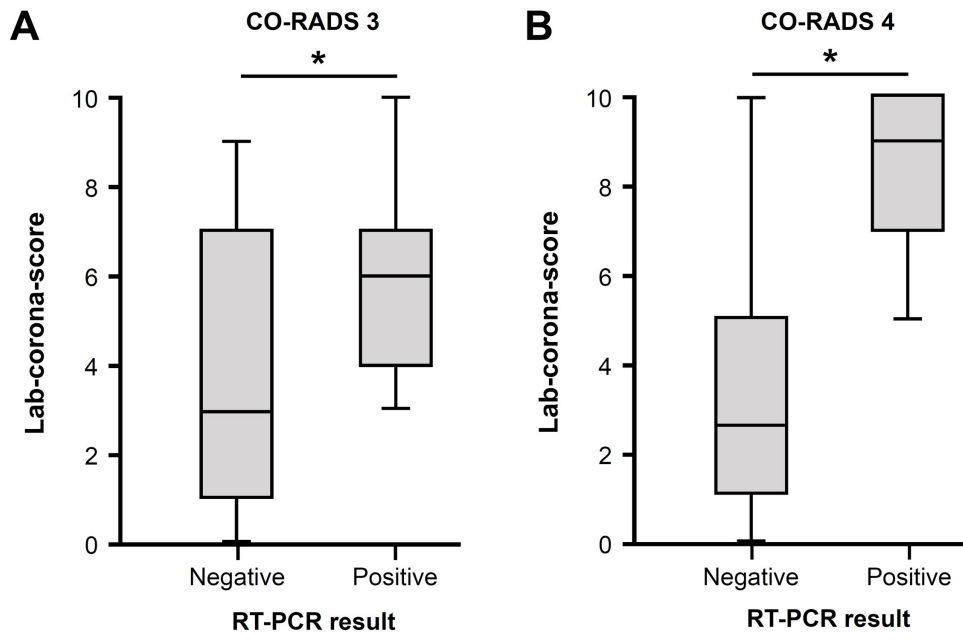 A
CO-RADS 3
*
Lab-corona-score
10
8
6
4
2
0
Negative
Positive
RT-PCR result
B
CO-RADS 4
*
Lab-corona-score
10
8
6
4
2
0
Negative
Positive
RT-PCR result